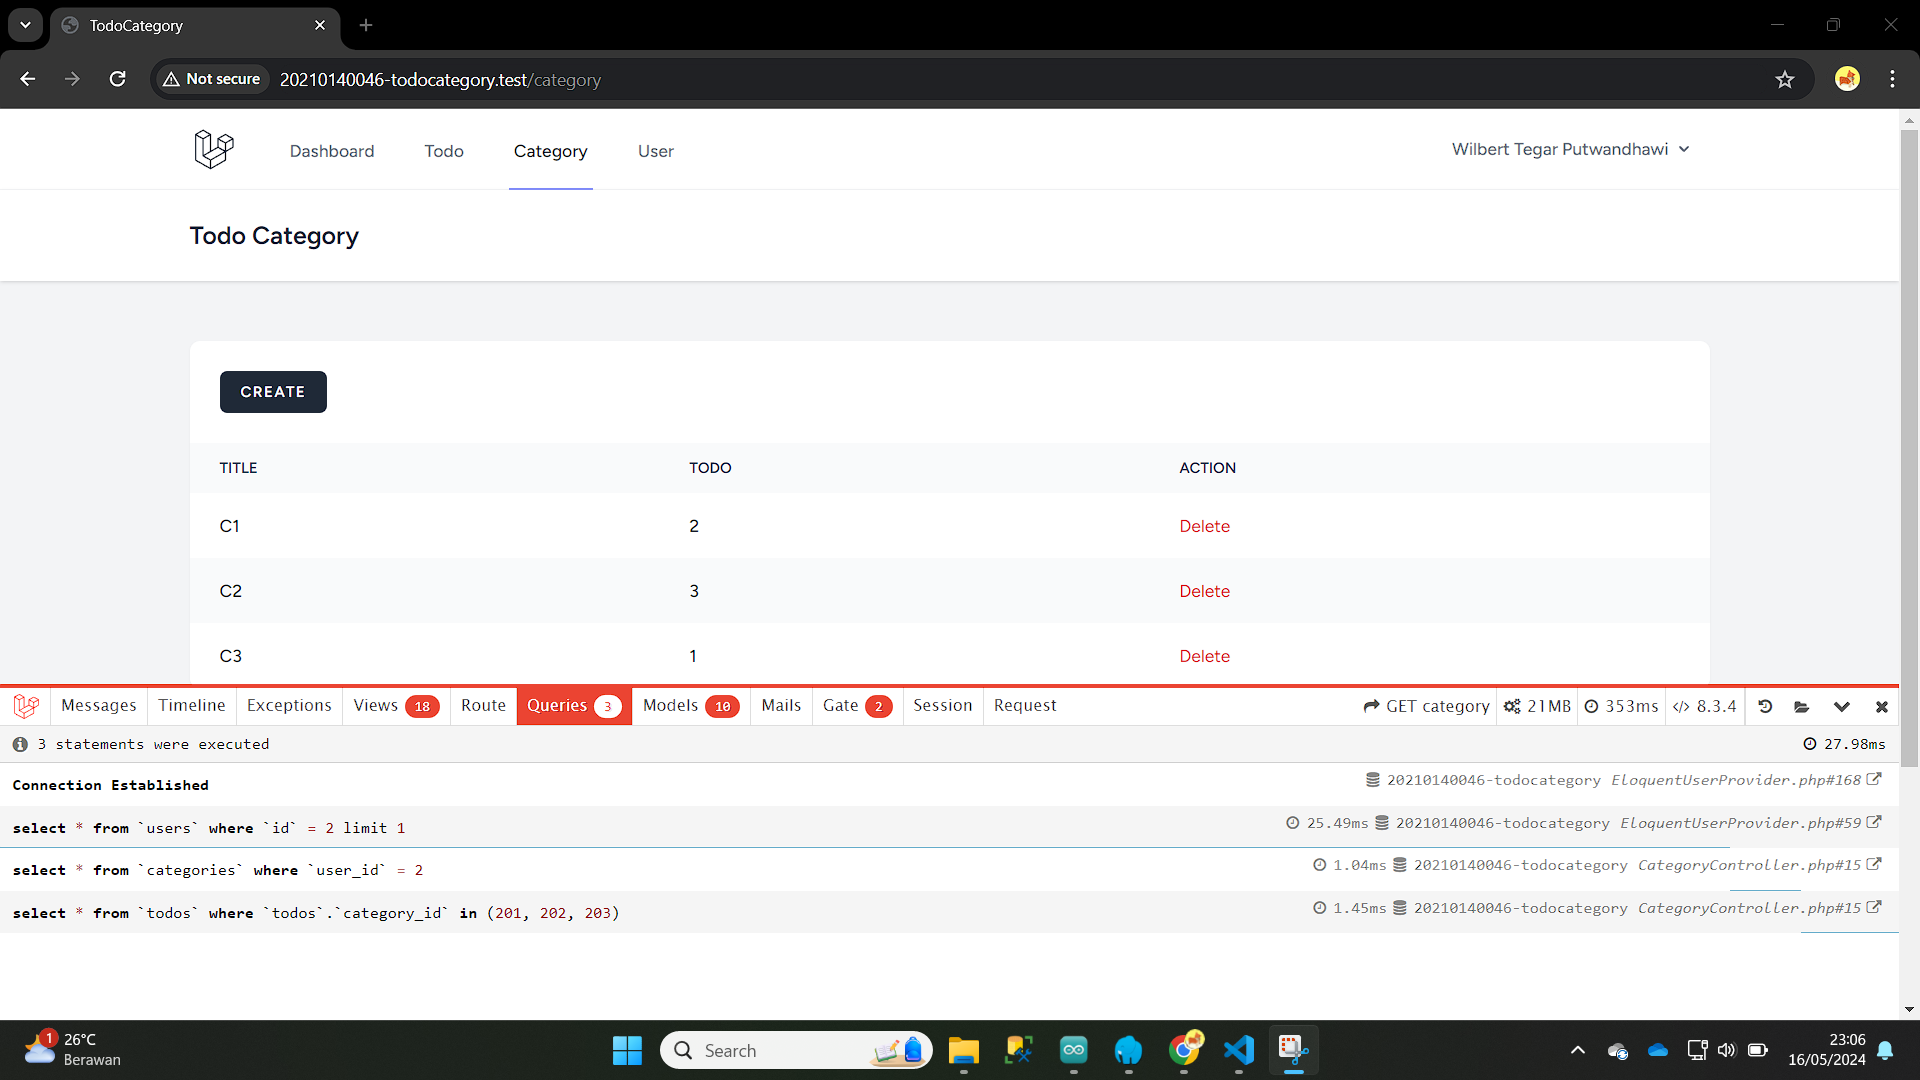 TodoCategory
Not secure
20210140046-todocategory.test/category
Dashboard Todo Category User Wilbert Tegar Putwandhawi
Todo Category
CREATE
TITLE TODO ACTION
C1 2 Delete
C2 3 Delete
C3 1 Delete
Messages Timeline Exceptions Views 18 Route Queries 3 Models 10 Mails Gate 2 Session Request GET category 21MB 353ms </> 8.3.4
3 statements were executed 27.98ms
Connection Established 20210140046-todocategory EloquentUserProvider.php#168
select * from `users` where `id` = 2 limit 1 25.49ms 20210140046-todocategory EloquentUserProvider.php#59
select * from `categories` where `user_id` = 2 1.04ms 20210140046-todocategory CategoryController.php#15
select * from `todos` where `todos`.`category_id` in (201, 202, 203) 1.45ms 20210140046-todocategory CategoryController.php#15
1 26°C
Berawan
Search
23:06
16/05/2024